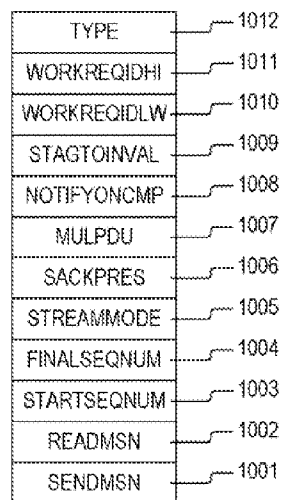 TYPE 1012
WORKREQIDHI 1011
WORKREQIDLW 1010
STAGTOINVAL 1009
NOTIFYONCMP 1008
MULPDU 1007
SACKPRES 1006
STREAMMODE 1005
FINALSEQNUM 1004
STARTSEQNUM 1003
READMSN 1002
SENDMSN 1001